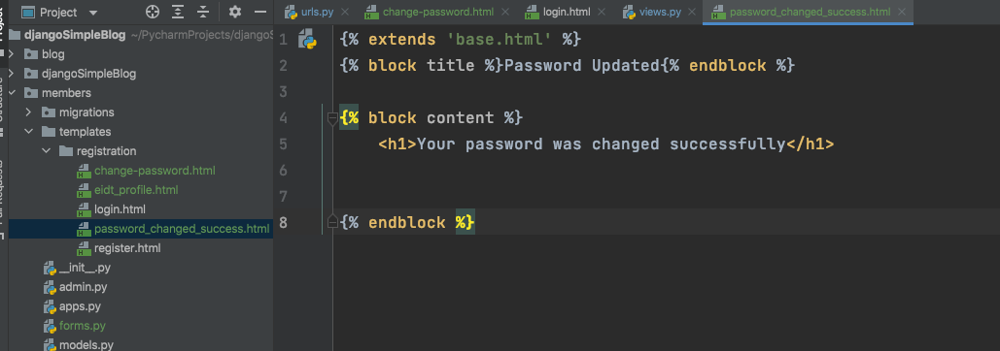 Project
urls.py
change-password.html
login.html
views.py
password_changed_success.html
djangoSimpleBlog ~/PycharmProjects/djangoS
blog
djangoSimpleBlog
members
migrations
templates
registration
change-password.html
eidt_profile.html
login.html
password_changed_success.html
register.html
__init__.py
admin.py
apps.py
forms.py
models.py
1 {% extends 'base.html' %}
2 {% block title %}Password Updated{% endblock %}
3
4 {% block content %}
5 <h1>Your password was changed successfully</h1>
6
7
8 {% endblock %}